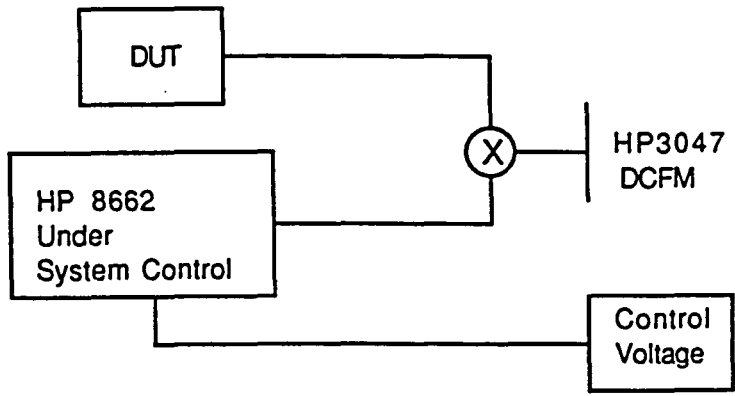 DUT
X
HP3047
DCFM
HP 8662
Under
System Control
Control
Voltage